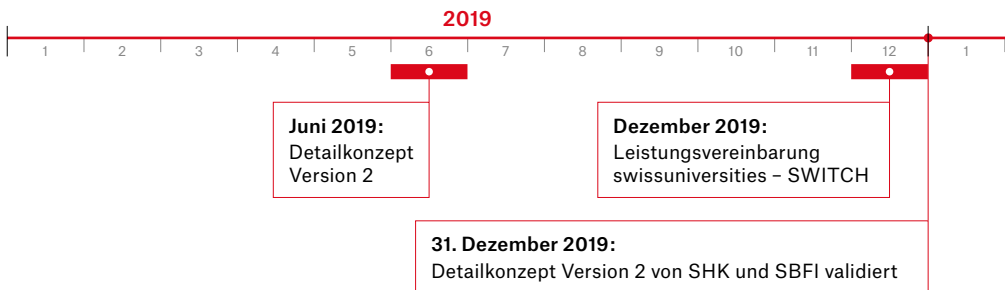 2019
1 2 3 4 5 6 7 8 9 10 11 12 1
Juni 2019:
Detailkonzept
Version 2
Dezember 2019:
Leistungsvereinbarung
swissuniversities – SWITCH
31. Dezember 2019:
Detailkonzept Version 2 von SHK und SBFI validiert